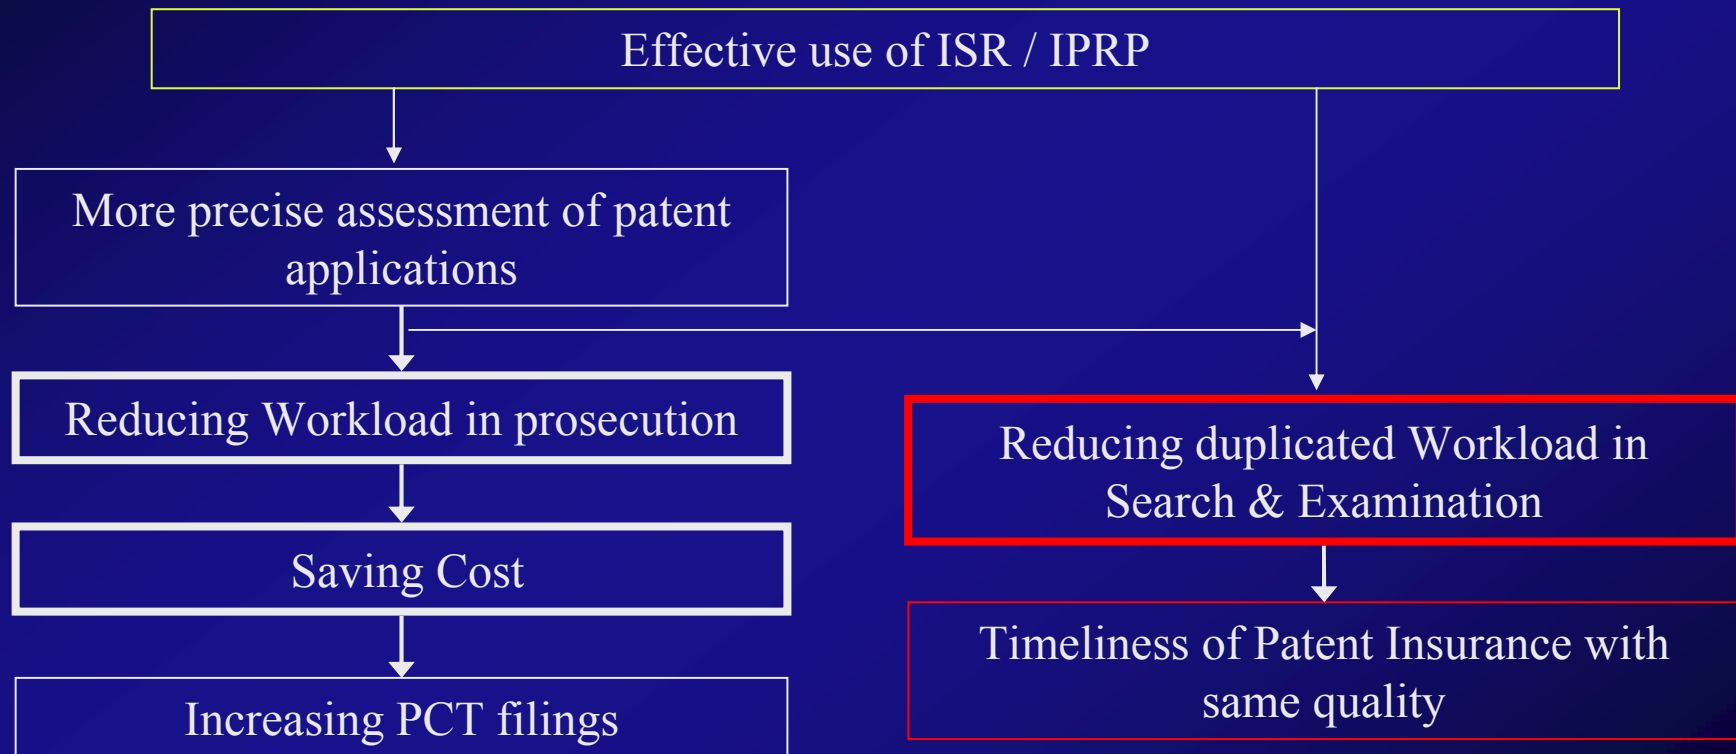 Effective use of ISR / IPRP
More precise assessment of patent
applications
Reducing Workload in prosecution
Saving Cost
Increasing PCT filings
Reducing duplicated Workload in
Search & Examination
Timeliness of Patent Insurance with
same quality